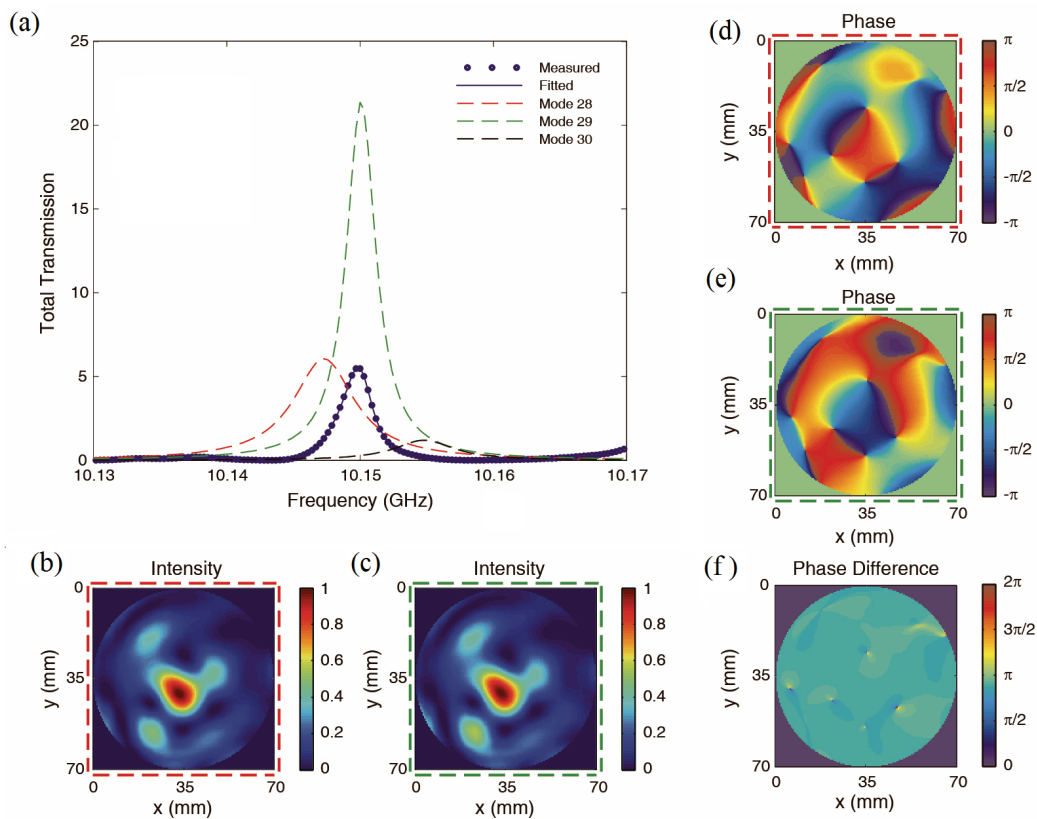 (a)
25
20
15
10
5
0
Total Transmission
10.13 10.14 10.15 10.16 10.17
Frequency (GHz)
Measured
Fitted
Mode 28
Mode 29
Mode 30
(b)
Intensity
0
35
70
y (mm)
0 35 70
x (mm)
1
0.8
0.6
0.4
0.2
0
(c)
Intensity
0
35
70
y (mm)
0 35 70
x (mm)
1
0.8
0.6
0.4
0.2
0
(d)
Phase
0
35
70
y (mm)
0 35 70
x (mm)
π
π/2
0
-π/2
-π
(e)
Phase
0
35
70
y (mm)
0 35 70
x (mm)
π
π/2
0
-π/2
-π
(f )
Phase Difference
0
35
70
y (mm)
0 35 70
x (mm)
2π
3π/2
π
π/2
0